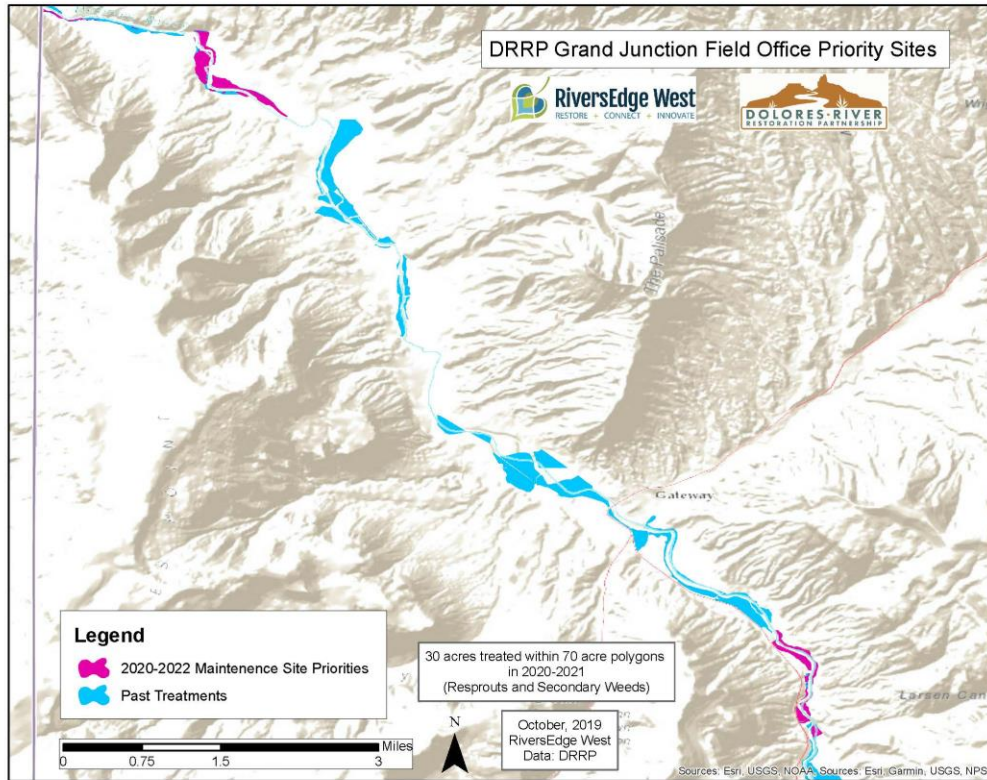 DRRP Grand Junction Field Office Priority Sites
RiversEdge West
RESTORE + CONNECT + INNOVATE
DOLORES•RIVER
RESTORATION PARTNERSHIP
The Palisade
Gateway
Larsen Can
Legend
2020-2022 Maintenence Site Priorities
Past Treatments
30 acres treated within 70 acre polygons
in 2020-2021
(Resprouts and Secondary Weeds)
October, 2019
RiversEdge West
Data: DRRP
N
Miles
0 0.75 1.5 3
Sources: Esri, USGS, NOAA, Sources: Esri, Garmin, USGS, NPS